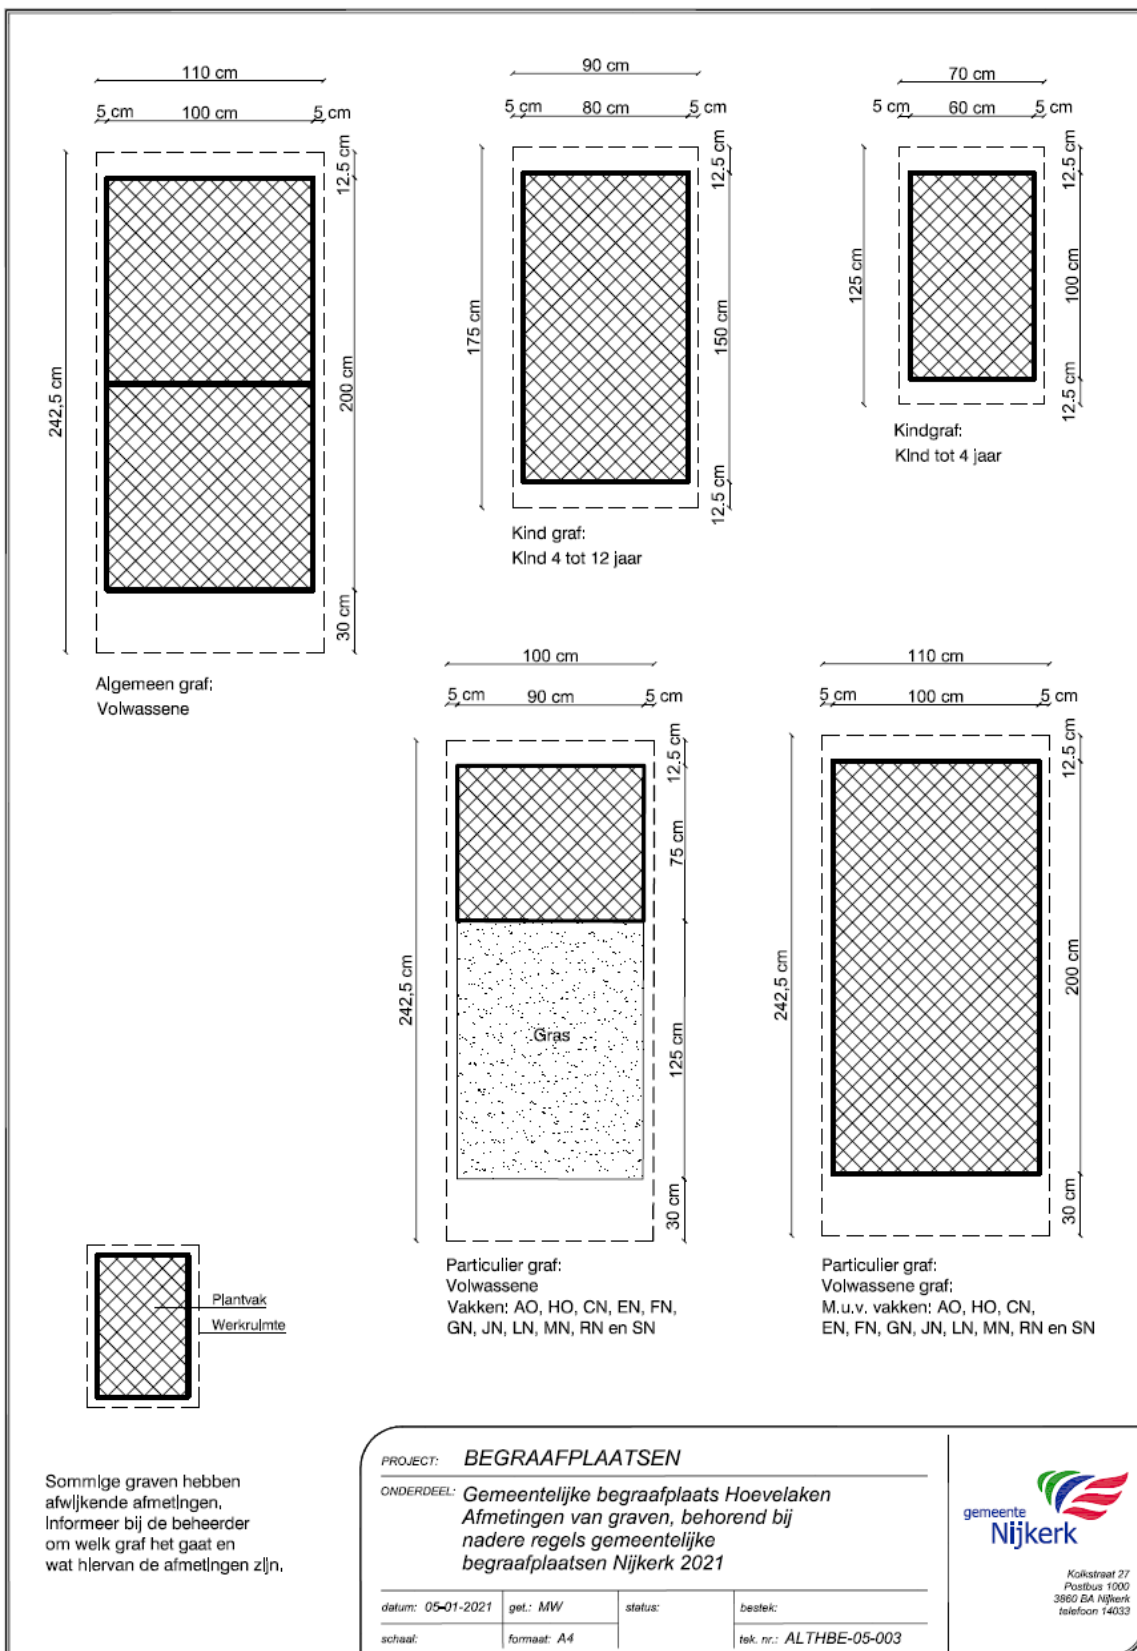 110 cm
5 cm 100 cm 5 cm
12.5 cm
242,5 cm
200 cm
30 cm
Algemeen graf:
Volwassene
90 cm
5 cm 80 cm 5 cm
12.5 cm
175 cm
150 cm
12.5 cm
Kind graf:
Kind 4 tot 12 jaar
70 cm
5 cm 60 cm 5 cm
12.5 cm
125 cm
100 cm
12.5 cm
Kindgraf:
Kind tot 4 jaar
100 cm
5 cm 90 cm 5 cm
12.5 cm
75 cm
242,5 cm
Gras
125 cm
30 cm
Particulier graf:
Volwassene
Vakken: AO, HO, CN, EN, FN,
GN, JN, LN, MN, RN en SN
110 cm
5 cm 100 cm 5 cm
12.5 cm
242,5 cm
200 cm
30 cm
Particulier graf:
Volwassene graf:
M.u.v. vakken: AO, HO, CN,
EN, FN, GN, JN, LN, MN, RN en SN
Plantvak
Werkruimte
Sommige graven hebben
afwijkende afmetingen,
Informeer bij de beheerder
om welk graf het gaat en
wat hiervan de afmetingen zijn.
PROJECT: BEGRAAFPLAATSEN
ONDERDEEL: Gemeentelijke begraafplaats Hoevelaken
Afmetingen van graven, behorend bij
nadere regels gemeentelijke
begraafplaatsen Nijkerk 2021
datum: 05-01-2021 get.: MW status: bestek:
schaal: formaat: A4 tek. nr.: ALTHBE-05-003
gemeente
Nijkerk
Kolkstraat 27
Postbus 1000
3860 BA Nijkerk
telefoon 14033